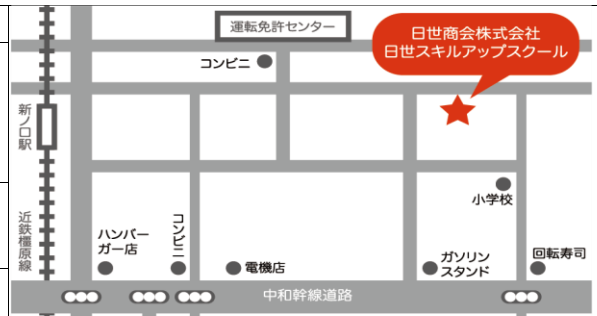 運転免許センター
日世商会株式会社
日世スキルアップスクール
コンビニ
新ノ口駅
小学校
近鉄橿原線
ハンバー
ガー店
コンビニ
電機店
ガソリン
スタンド
回転寿司
中和幹線道路